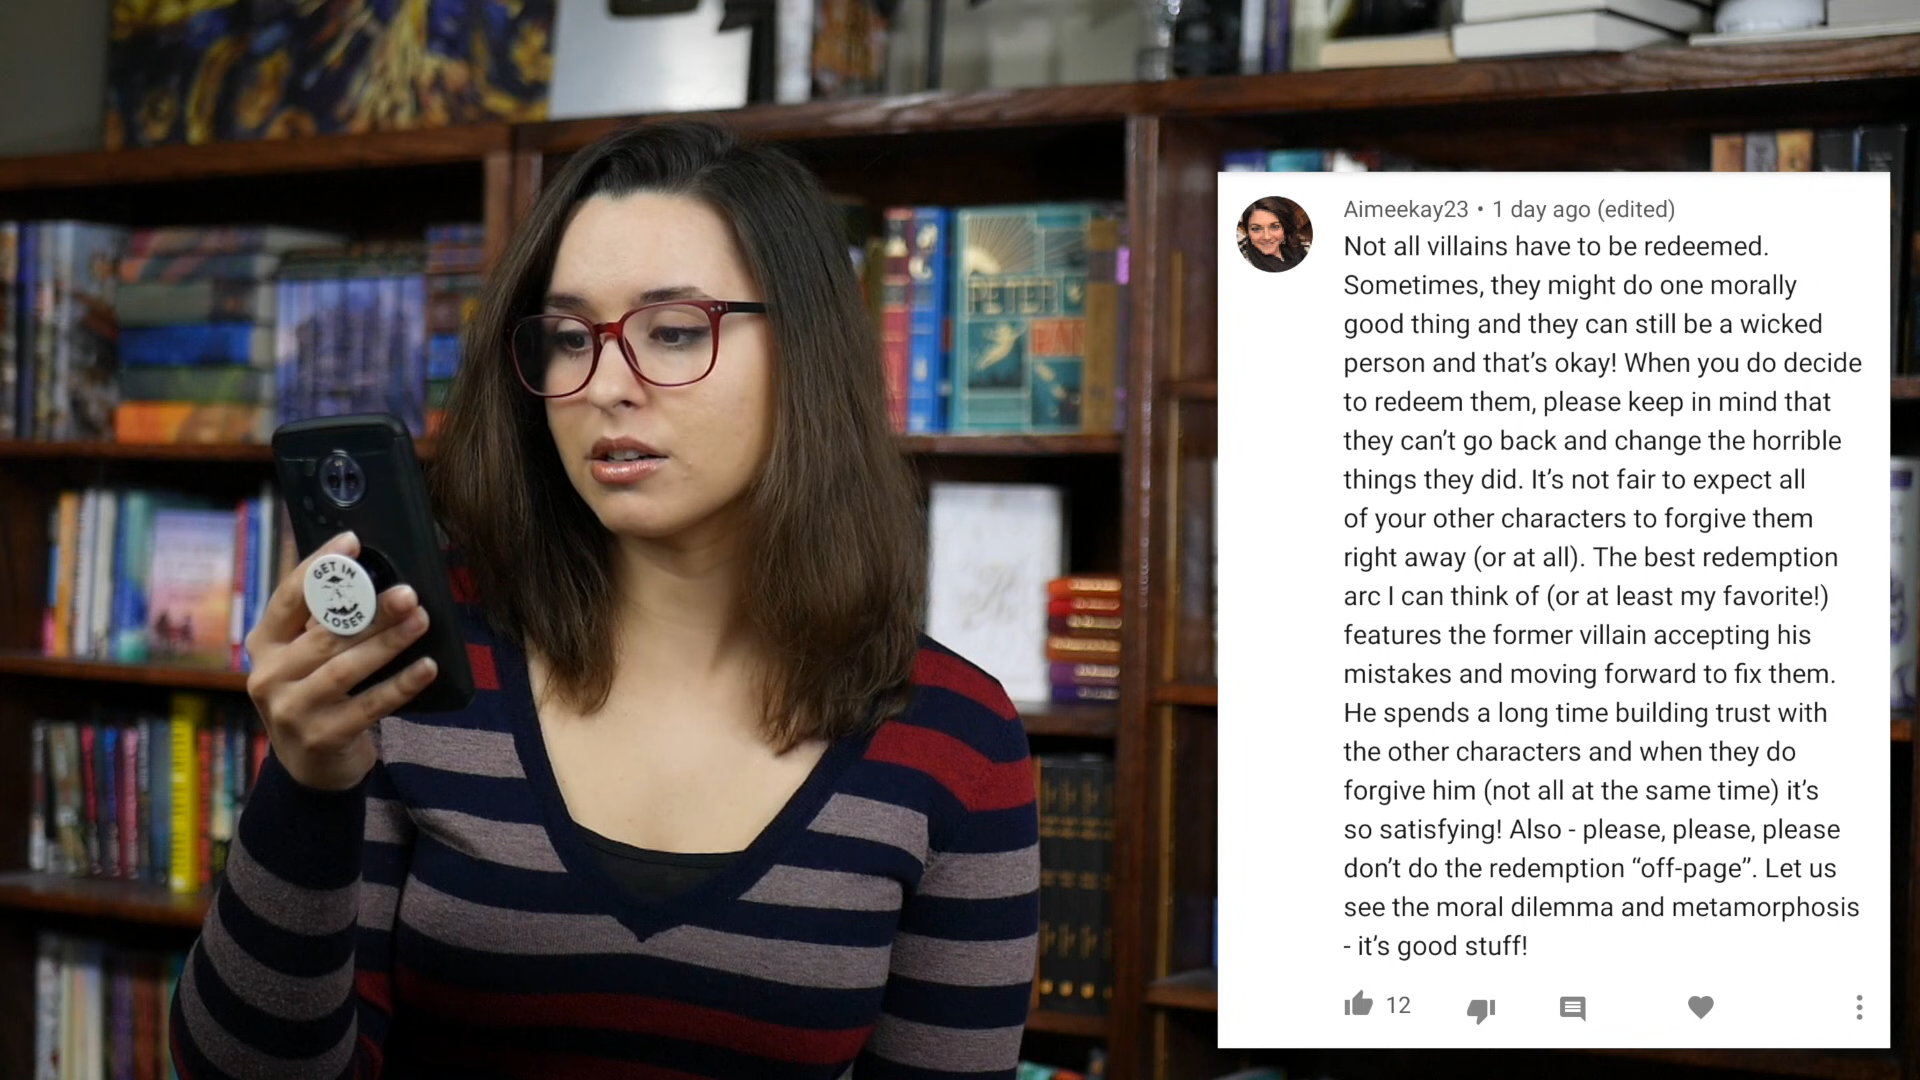 PETER
PAN
GET IN
LOSER
Aimeekay23 • 1 day ago (edited)
Not all villains have to be redeemed.
Sometimes, they might do one morally
good thing and they can still be a wicked
person and that’s okay! When you do decide
to redeem them, please keep in mind that
they can’t go back and change the horrible
things they did. It’s not fair to expect all
of your other characters to forgive them
right away (or at all). The best redemption
arc I can think of (or at least my favorite!)
features the former villain accepting his
mistakes and moving forward to fix them.
He spends a long time building trust with
the other characters and when they do
forgive him (not all at the same time) it’s
so satisfying! Also - please, please, please
don’t do the redemption “off-page”. Let us
see the moral dilemma and metamorphosis
- it’s good stuff!
12